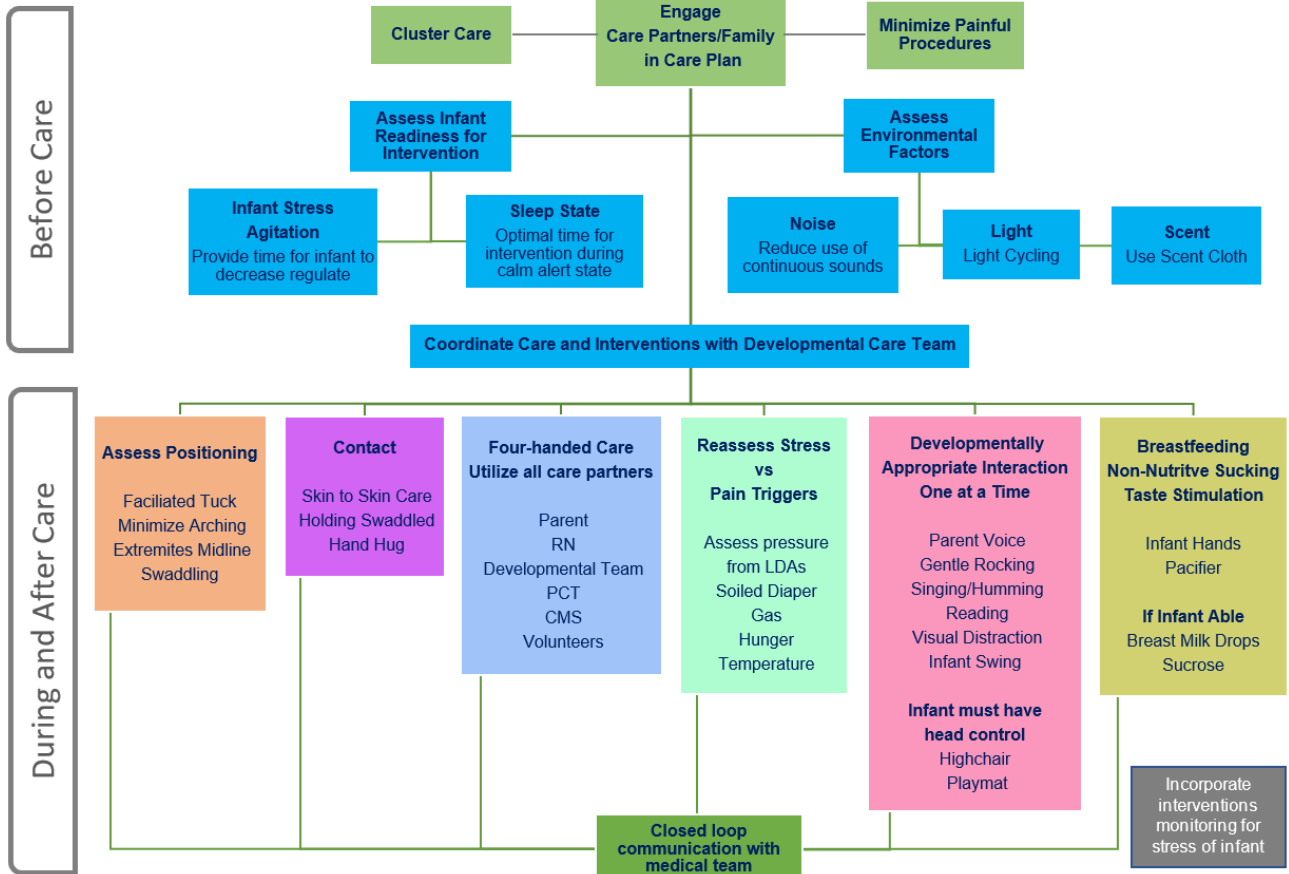 Before Care
Cluster Care
Engage
Care Partners/Family
in Care Plan
Minimize Painful
Procedures
Assess Infant
Readiness for
Intervention
Assess
Environmental
Factors
Infant Stress
Agitation
Provide time for infant to
decrease regulate
Sleep State
Optimal time for
intervention during
calm alert state
Noise
Reduce use of
continuous sounds
Light
Light Cycling
Scent
Use Scent Cloth
Coordinate Care and Interventions with Developmental Care Team
During and After Care
Assess Positioning
Faciliated Tuck
Minimize Arching
Extremites Midline
Swaddling
Contact
Skin to Skin Care
Holding Swaddled
Hand Hug
Four-handed Care
Utilize all care partners
Parent
RN
Developmental Team
PCT
CMS
Volunteers
Reassess Stress
vs
Pain Triggers
Assess pressure
from LDAs
Soiled Diaper
Gas
Hunger
Temperature
Developmentally
Appropriate Interaction
One at a Time
Parent Voice
Gentle Rocking
Singing/Humming
Reading
Visual Distraction
Infant Swing
Infant must have
head control
Highchair
Playmat
Breastfeeding
Non-Nutritve Sucking
Taste Stimulation
Infant Hands
Pacifier
If Infant Able
Breast Milk Drops
Sucrose
Closed loop
communication with
medical team
Incorporate
interventions
monitoring for
stress of infant